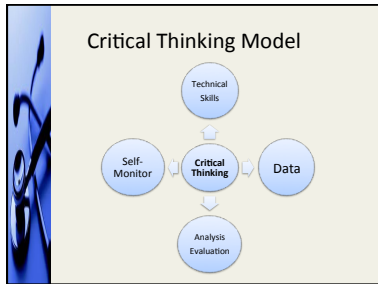 Critical Thinking Model
Technical
Skills
Self-
Monitor
Critical
Thinking
Data
Analysis
Evaluation